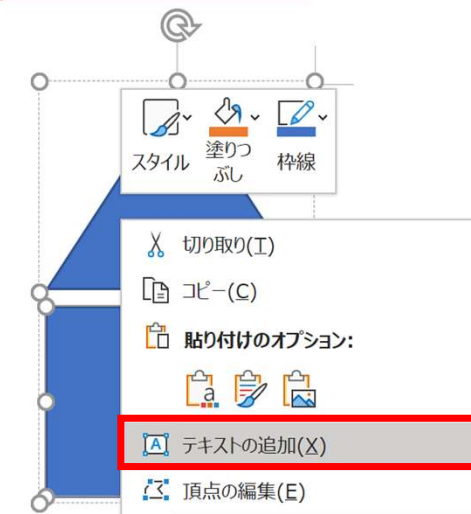 スタイル
塗りつ
ぶし
枠線
切り取り(T)
コピー(C)
貼り付けのオプション:
a
A テキストの追加(X)
頂点の編集(E)